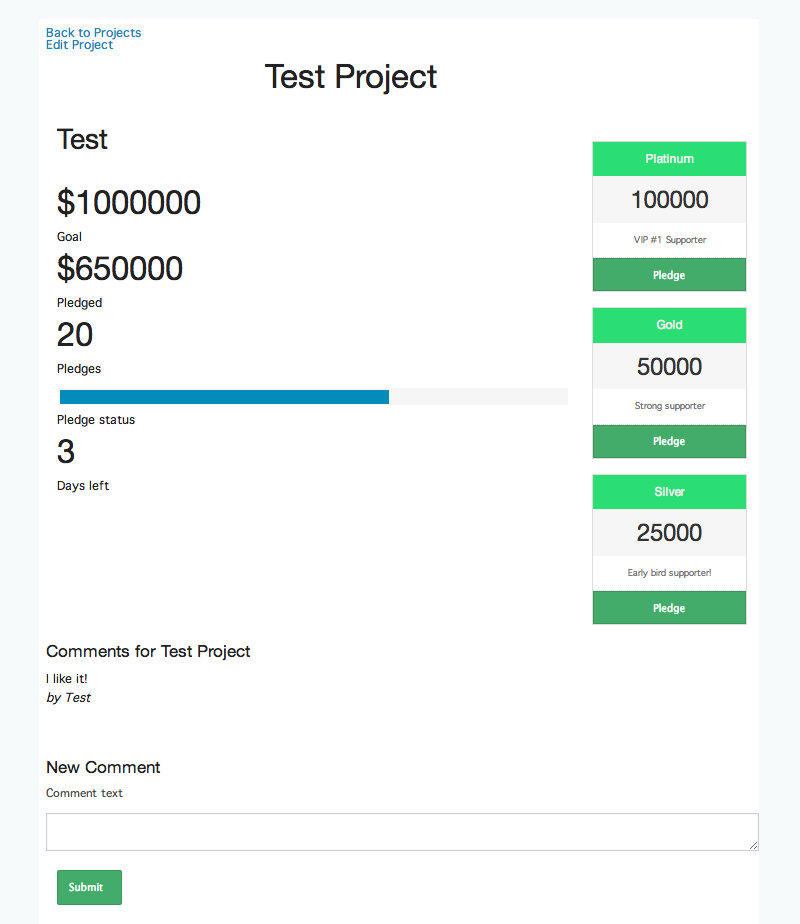 Back to Projects
Edit Project
Test Project
Test
$1000000
Goal
$650000
Pledged
20
Pledges
Pledge status
3
Days left
Platinum
100000
VIP #1 Supporter
Pledge
Gold
50000
Strong supporter
Pledge
Silver
25000
Early bird supporter!
Pledge
Comments for Test Project
I like it!
by Test
New Comment
Comment text
Submit